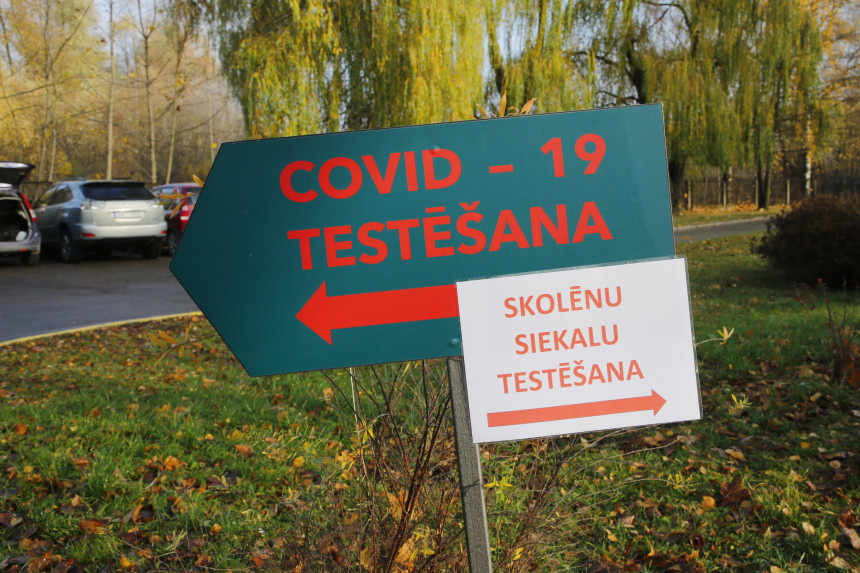 COVID - 19
TESTĒŠANA
SKOLĒNU
SIEKALU
TESTĒŠANA